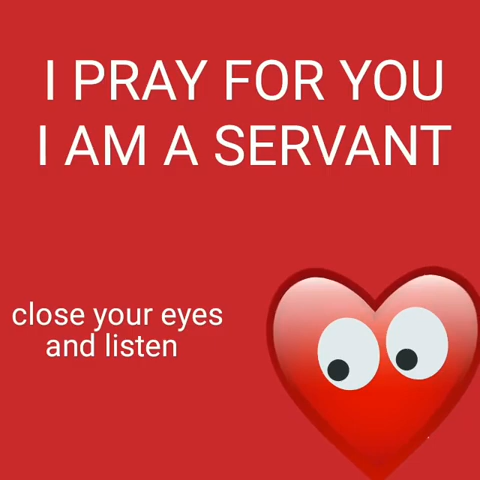 I PRAY FOR YOU
I AM A SERVANT
close your eyes
and listen